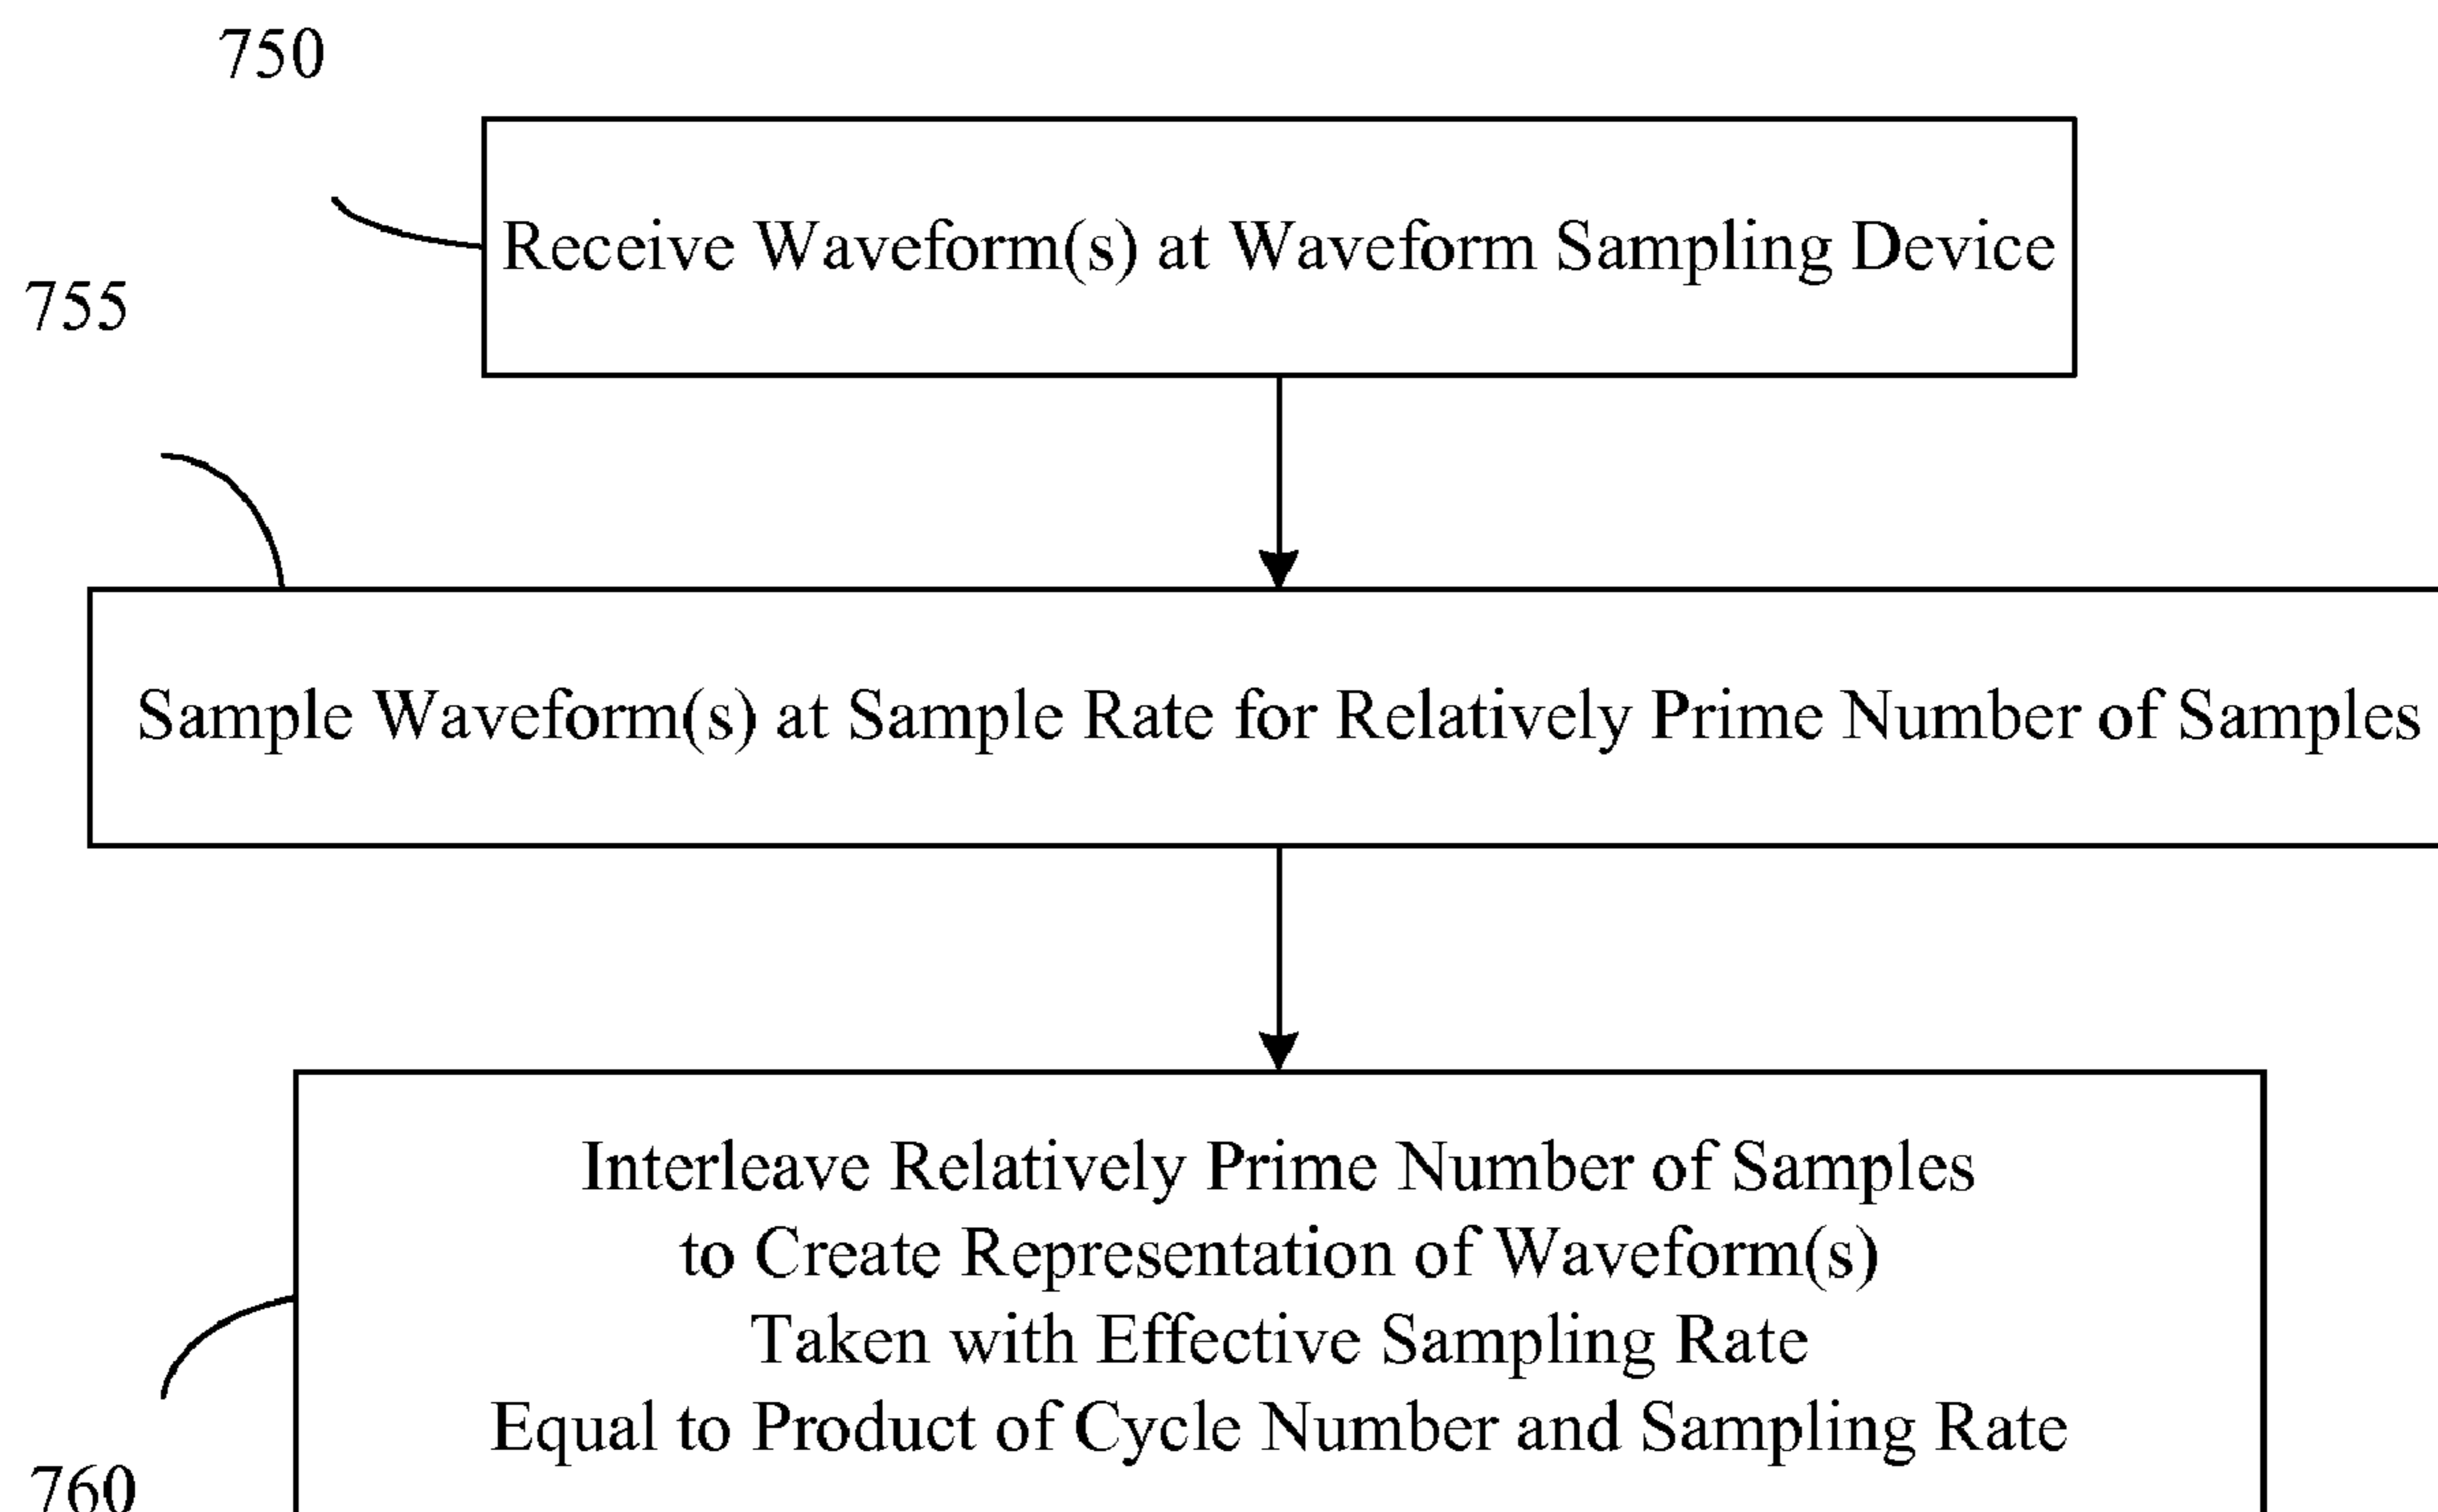 750
Receive Waveform(s) at Waveform Sampling Device
755
Sample Waveform(s) at Sample Rate for Relatively Prime Number of Samples
Interleave Relatively Prime Number of Samples
to Create Representation of Waveform(s)
Taken with Effective Sampling Rate
Equal to Product of Cycle Number and Sampling Rate
760